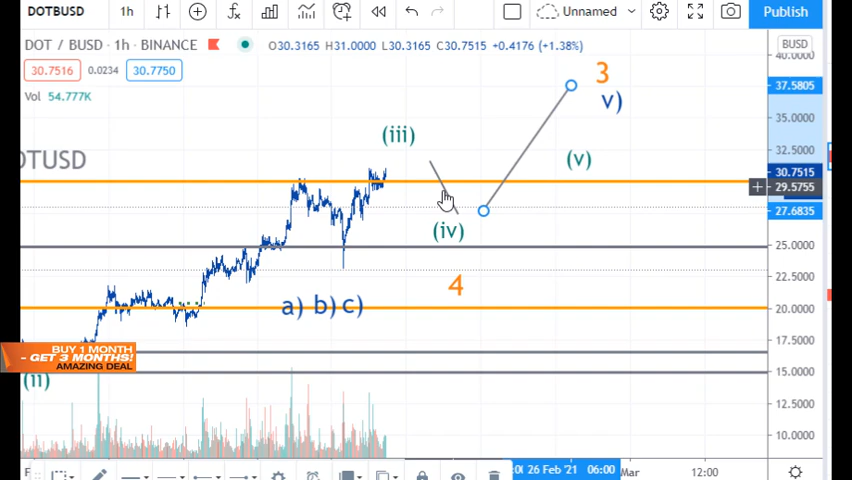 DOTBUSD 1h Unnamed Publish
DOT / BUSD · 1h · BINANCE O30.3165 H31.0000 L30.3165 C30.7515 +0.4176 (+1.38%) BUSD
30.7516 0.0234 30.7750
Vol 54.777K
40.0000
37.5805
35.0000
32.5000
30.7515
29.5755
27.6835
25.0000
22.5000
20.0000
17.5000
15.0000
12.5000
10.0000
3
v)
(iii)
(v)
OTUSD
(iv)
4
a) b) c)
BUY 1 MONTH
- GET 3 MONTHS!
AMAZING DEAL
(ii)
26 Feb '21 06:00 Mar 12:00